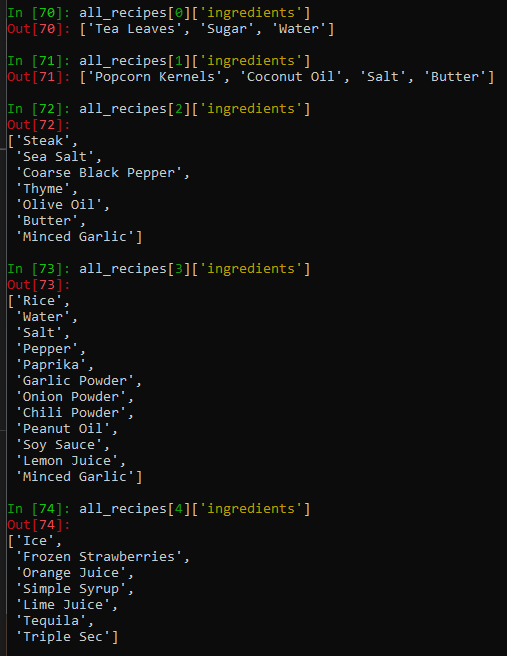 In [70]: all_recipes[0]['ingredients']
Out[70]: ['Tea Leaves', 'Sugar', 'Water']
In [71]: all_recipes[1]['ingredients']
Out[71]: ['Popcorn Kernels', 'Coconut Oil', 'Salt', 'Butter']
In [72]: all_recipes[2]['ingredients']
Out[72]:
['Steak',
 'Sea Salt',
 'Coarse Black Pepper',
 'Thyme',
 'Olive Oil',
 'Butter',
 'Minced Garlic']
In [73]: all_recipes[3]['ingredients']
Out[73]:
['Rice',
 'Water',
 'Salt',
 'Pepper',
 'Paprika',
 'Garlic Powder',
 'Onion Powder',
 'Chili Powder',
 'Peanut Oil',
 'Soy Sauce',
 'Lemon Juice',
 'Minced Garlic']
In [74]: all_recipes[4]['ingredients']
Out[74]:
['Ice',
 'Frozen Strawberries',
 'Orange Juice',
 'Simple Syrup',
 'Lime Juice',
 'Tequila',
 'Triple Sec']